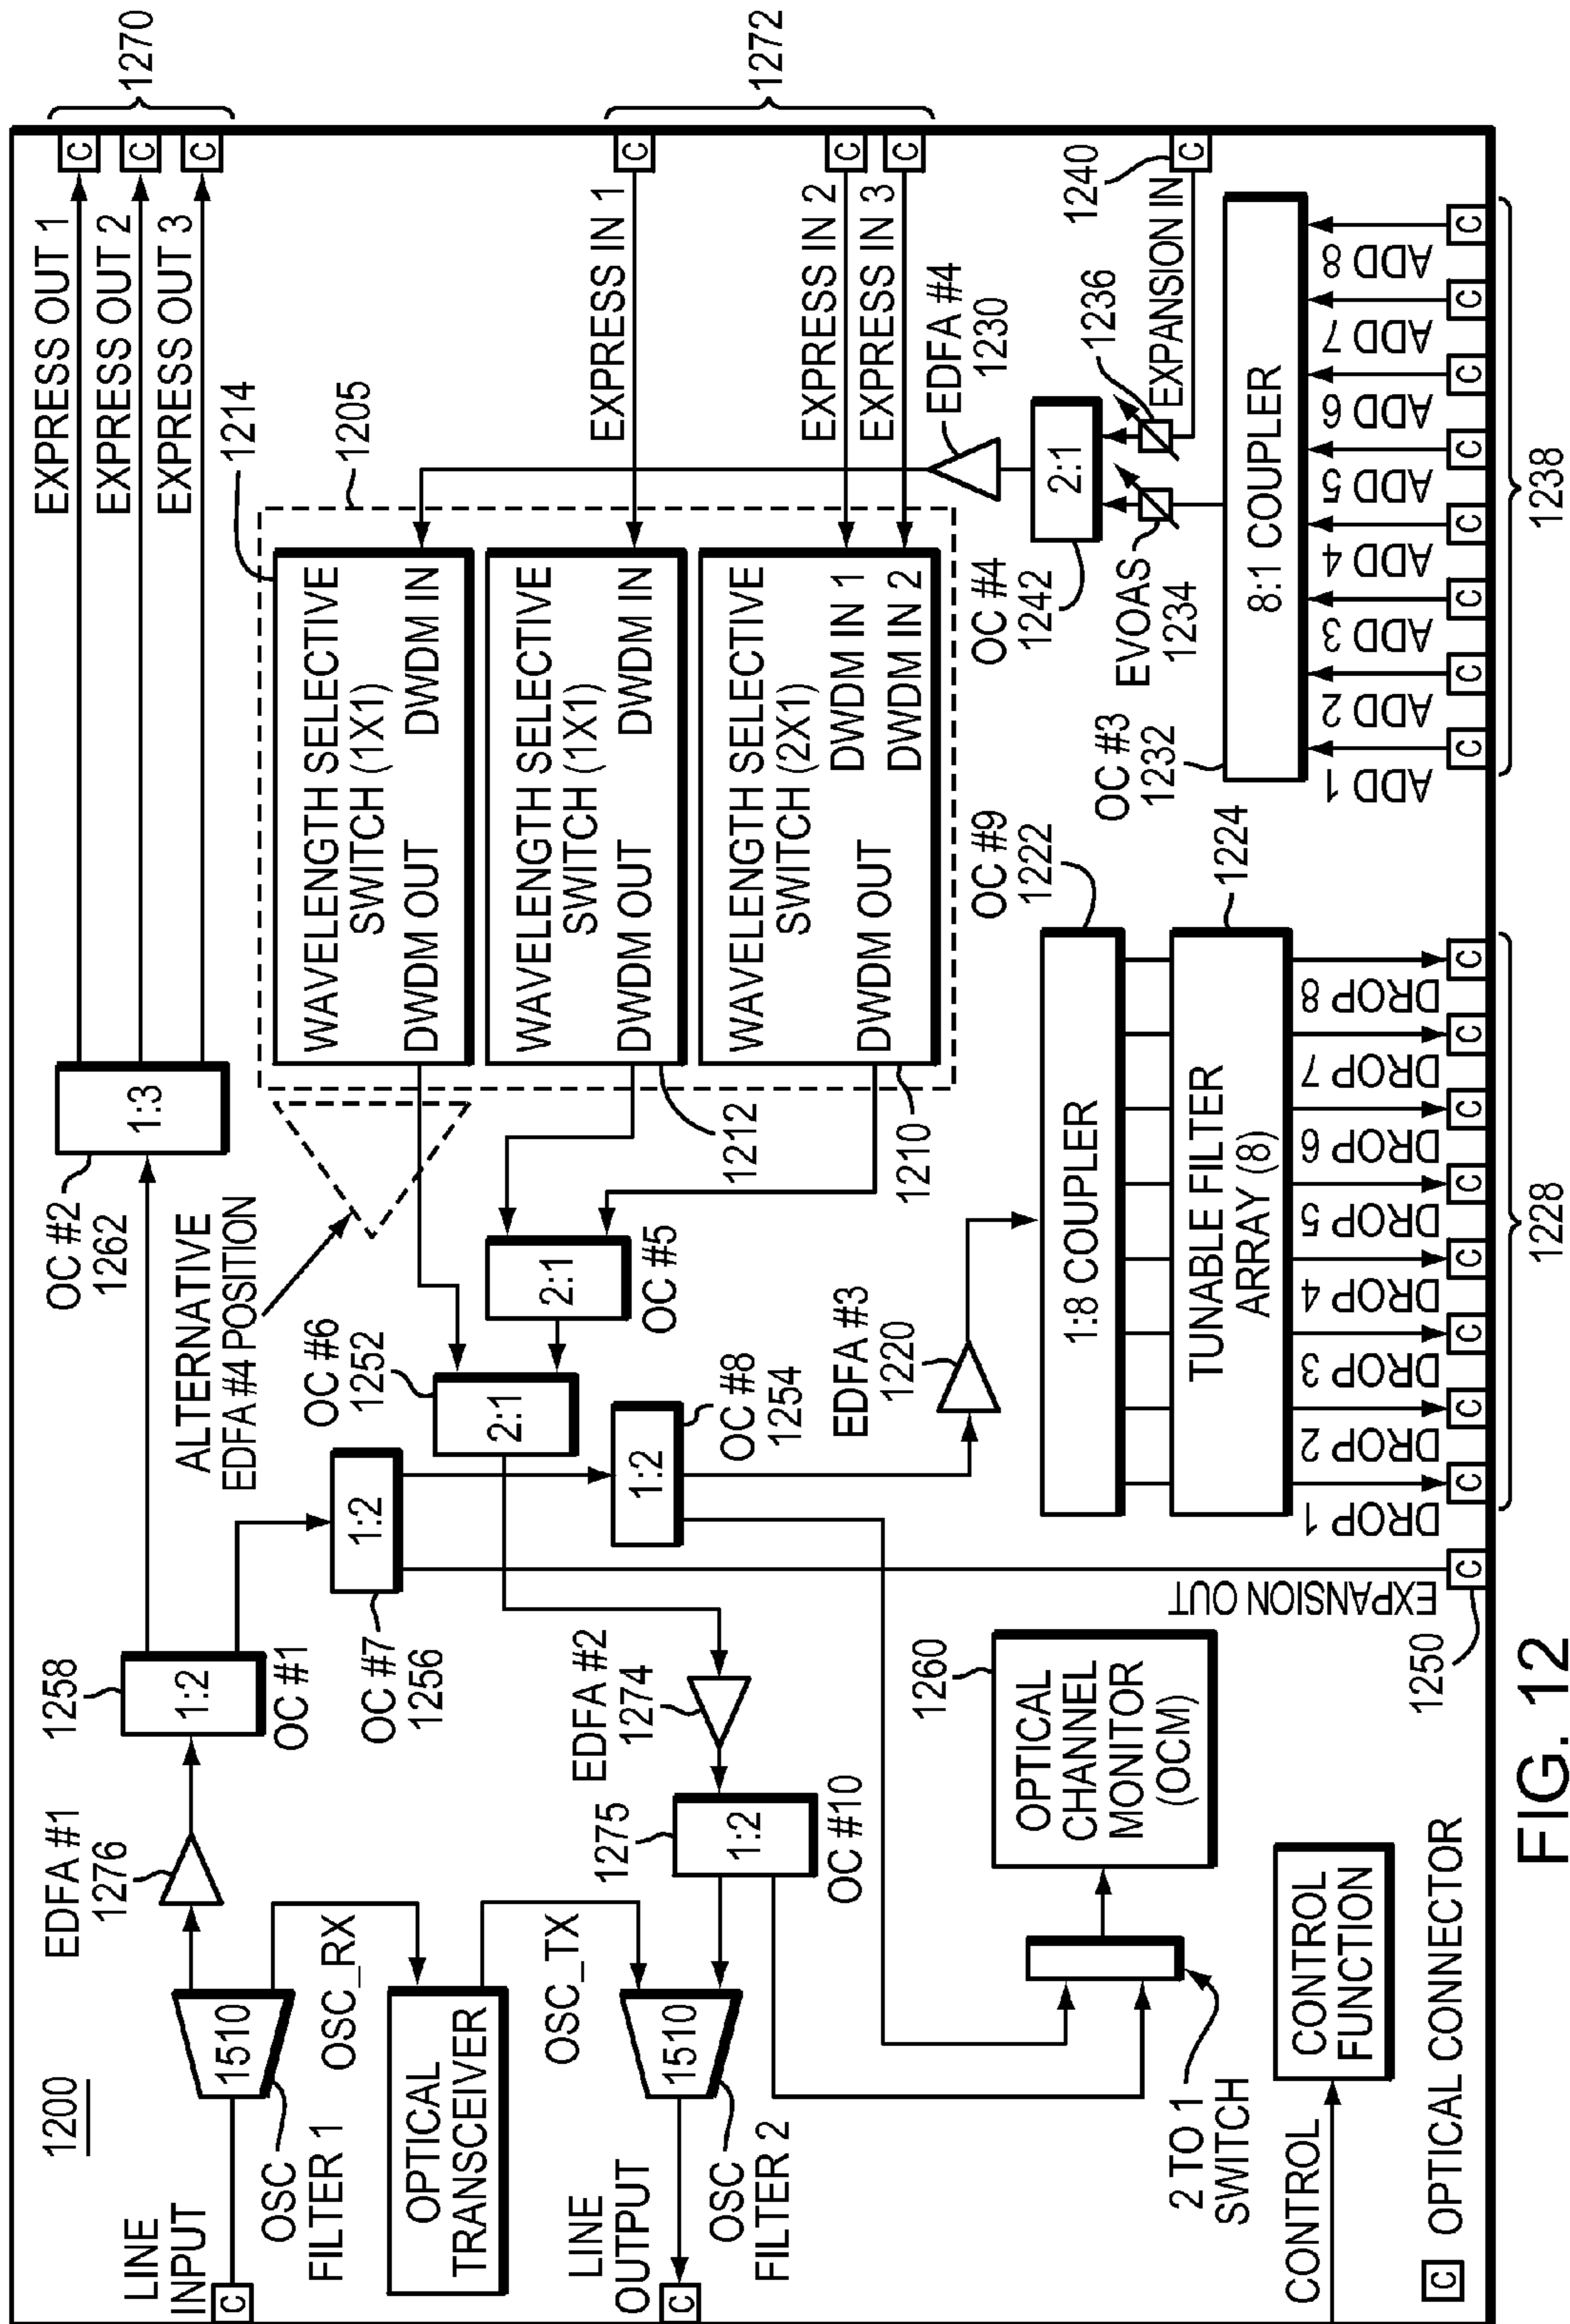 1200
LINE
INPUT
C
1510
OSC
FILTER 1
OSC_RX
OPTICAL
TRANSCEIVER
OSC_TX
LINE
OUTPUT
C
1510
OSC
FILTER 2
EDFA #1
1276
1258
1:2
OC #1
OC #7
1256
1:2
OC #2
1262
1:3
EXPRESS OUT 1
EXPRESS OUT 2
EXPRESS OUT 3
C
C
C
1270
ALTERNATIVE
EDFA #4 POSITION
1214
1205
WAVELENGTH SELECTIVE
SWITCH (1X1)
DWDM OUT
DWDM IN
WAVELENGTH SELECTIVE
SWITCH (1X1)
DWDM OUT
DWDM IN
1212
WAVELENGTH SELECTIVE
SWITCH (2X1)
DWDM IN 1
DWDM OUT
DWDM IN 2
1210
EXPRESS IN 1
EXPRESS IN 2
EXPRESS IN 3
C
C
C
1272
OC #6
1252
2:1
2:1
OC #5
1:2
OC #8
1254
EDFA #2
1274
1275
1:2
OC #10
EDFA #3
1220
EDFA #4
1230
OC #4
1242
2:1
EVOAS
1234
1236
EXPANSION IN
1240
C
OC #3
1232
8:1 COUPLER
ADD 1
ADD 2
ADD 3
ADD 4
ADD 5
ADD 6
ADD 7
ADD 8
C
C
C
C
C
C
C
C
1238
OC #9
1222
1:8 COUPLER
1224
TUNABLE FILTER
ARRAY (8)
DROP 1
DROP 2
DROP 3
DROP 4
DROP 5
DROP 6
DROP 7
DROP 8
C
C
C
C
C
C
C
C
1228
EXPANSION OUT
C
1250
1260
OPTICAL
CHANNEL
MONITOR
(OCM)
2 TO 1
SWITCH
CONTROL
CONTROL
FUNCTION
C OPTICAL CONNECTOR
FIG. 12